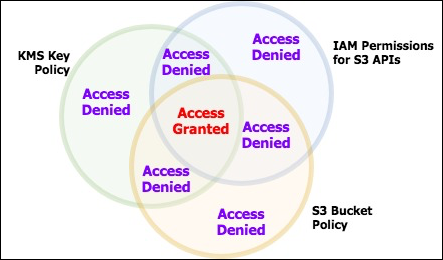 KMS Key
Policy
Access
Denied
Access
Denied
IAM Permissions
for S3 APIs
Access
Denied
Access
Granted
Access
Denied
Access
Denied
S3 Bucket
Policy
Access
Denied